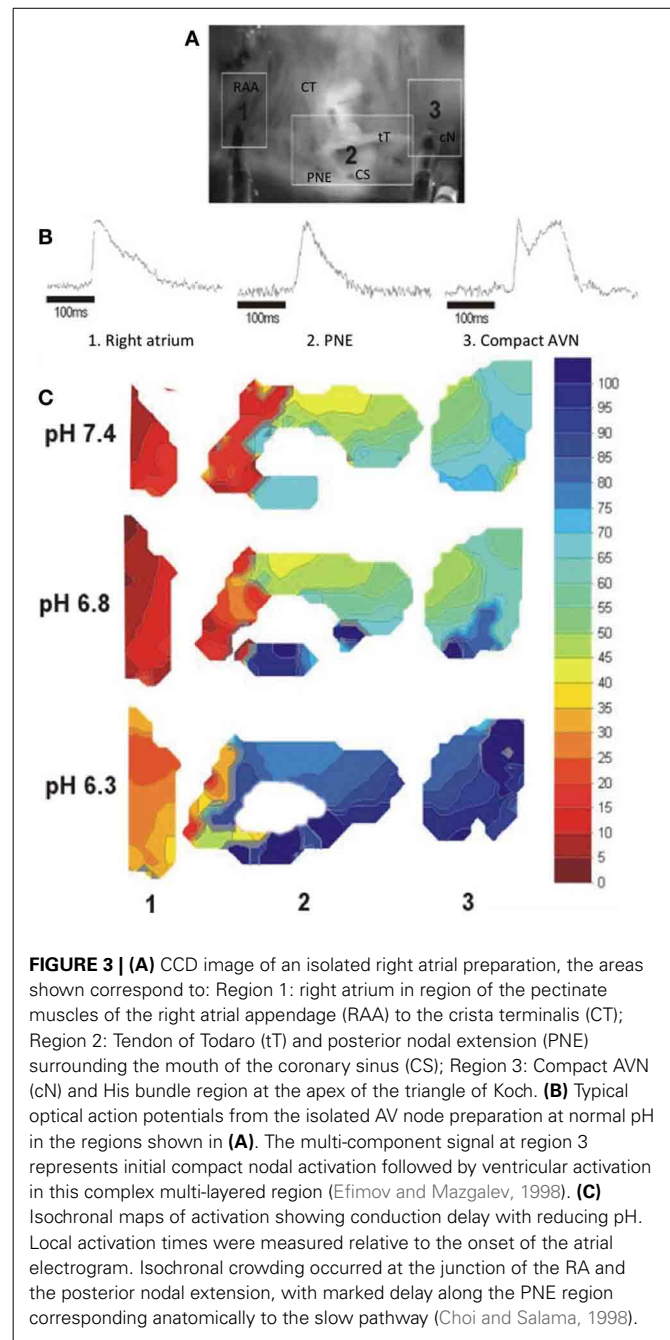 A
RAA
CT
1
3
cN
tT
2
PNE
CS
B
100ms
100ms
100ms
1. Right atrium
2. PNE
3. Compact AVN
C
pH 7.4
pH 6.8
pH 6.3
100
95
90
85
80
75
70
65
60
55
50
45
40
35
30
25
20
15
10
5
0
1
2
3
FIGURE 3 | (A) CCD image of an isolated right atrial preparation, the areas
shown correspond to: Region 1: right atrium in region of the pectinate
muscles of the right atrial appendage (RAA) to the crista terminalis (CT);
Region 2: Tendon of Todaro (tT) and posterior nodal extension (PNE)
surrounding the mouth of the coronary sinus (CS); Region 3: Compact AVN
(cN) and His bundle region at the apex of the triangle of Koch. (B) Typical
optical action potentials from the isolated AV node preparation at normal pH
in the regions shown in (A). The multi-component signal at region 3
represents initial compact nodal activation followed by ventricular activation
in this complex multi-layered region (Efimov and Mazgalev, 1998). (C)
Isochronal maps of activation showing conduction delay with reducing pH.
Local activation times were measured relative to the onset of the atrial
electrogram. Isochronal crowding occurred at the junction of the RA and
the posterior nodal extension, with marked delay along the PNE region
corresponding anatomically to the slow pathway (Choi and Salama, 1998).